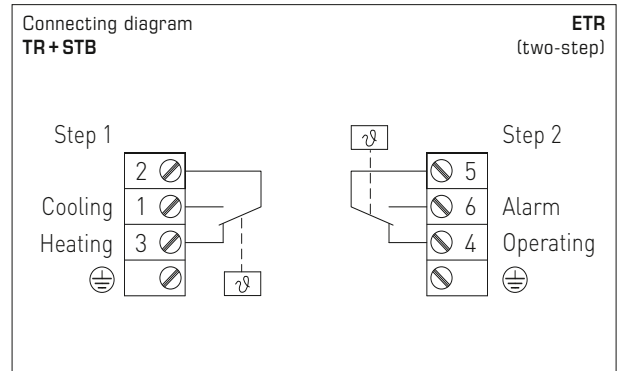 Connecting diagram
TR+STB
ETR
(two-step)
Step 1
2
Cooling 1
Heating 3
ϑ
ϑ
Step 2
5
6 Alarm
4 Operating